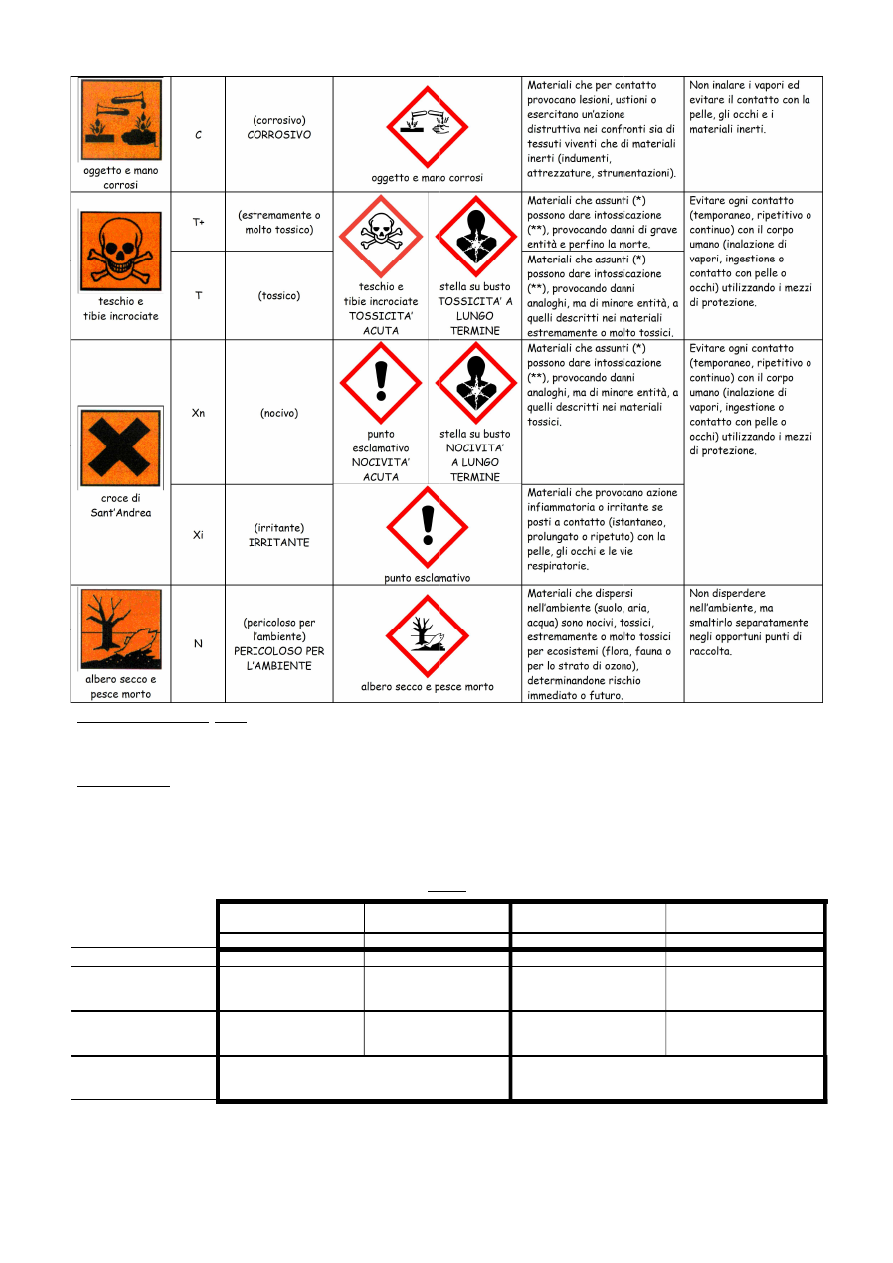 oggetto e mano
corrosi
C
(corrosivo)
CORROSIVO
oggetto e mano corrosi
Materiali che per contatto
provocano lesioni, ustioni o
esercitano un'azione
distruttiva nei confronti sia di
tessuti viventi che di materiali
inerti (indumenti,
attrezzature, strumentazioni).
Non inalare i vapori ed
evitare il contatto con la
pelle, gli occhi e i
materiali inerti.
teschio e
tibie incrociate
T+
(estremamente o
molto tossico)
T
(tossico)
teschio e
tibie incrociate
TOSSICITA'
ACUTA
stella su busto
TOSSICITA' A
LUNGO
TERMINE
Materiali che assunti (*)
possono dare intossicazione
(**), provocando danni di grave
entità e perfino la morte.
Materiali che assunti (*)
possono dare intossicazione
(**), provocando danni
analoghi, ma di minore entità, a
quelli descritti nei materiali
estremamente o molto tossici.
Evitare ogni contatto
(temporaneo, ripetitivo o
continuo) con il corpo
umano (inalazione di
vapori, ingestione o
contatto con pelle o
occhi) utilizzando i mezzi
di protezione.
croce di
Sant'Andrea
Xn
(nocivo)
punto
esclamativo
NOCIVITA'
ACUTA
stella su busto
NOCIVITA'
A LUNGO
TERMINE
Materiali che assunti (*)
possono dare intossicazione
(**), provocando danni
analoghi, ma di minore entità, a
quelli descritti nei materiali
tossici.
Evitare ogni contatto
(temporaneo, ripetitivo o
continuo) con il corpo
umano (inalazione di
vapori, ingestione o
contatto con pelle o
occhi) utilizzando i mezzi
di protezione.
Xi
(irritante)
IRRITANTE
punto esclamativo
Materiali che provocano azione
infiammatoria o irritante se
posti a contatto (istantaneo,
prolungato o ripetuto) con la
pelle, gli occhi e le vie
respiratorie.
albero secco e
pesce morto
N
(pericoloso per
l'ambiente)
PERICOLOSO PER
L'AMBIENTE
albero secco e pesce morto
Materiali che dispersi
nell'ambiente (suolo, aria,
acqua) sono nocivi, tossici,
estremamente o molto tossici
per ecosistemi (flora, fauna o
per lo strato di ozono),
determinandone rischio
immediato o futuro.
Non disperdere
nell'ambiente, ma
smaltirlo separatamente
negli opportuni punti di
raccolta.